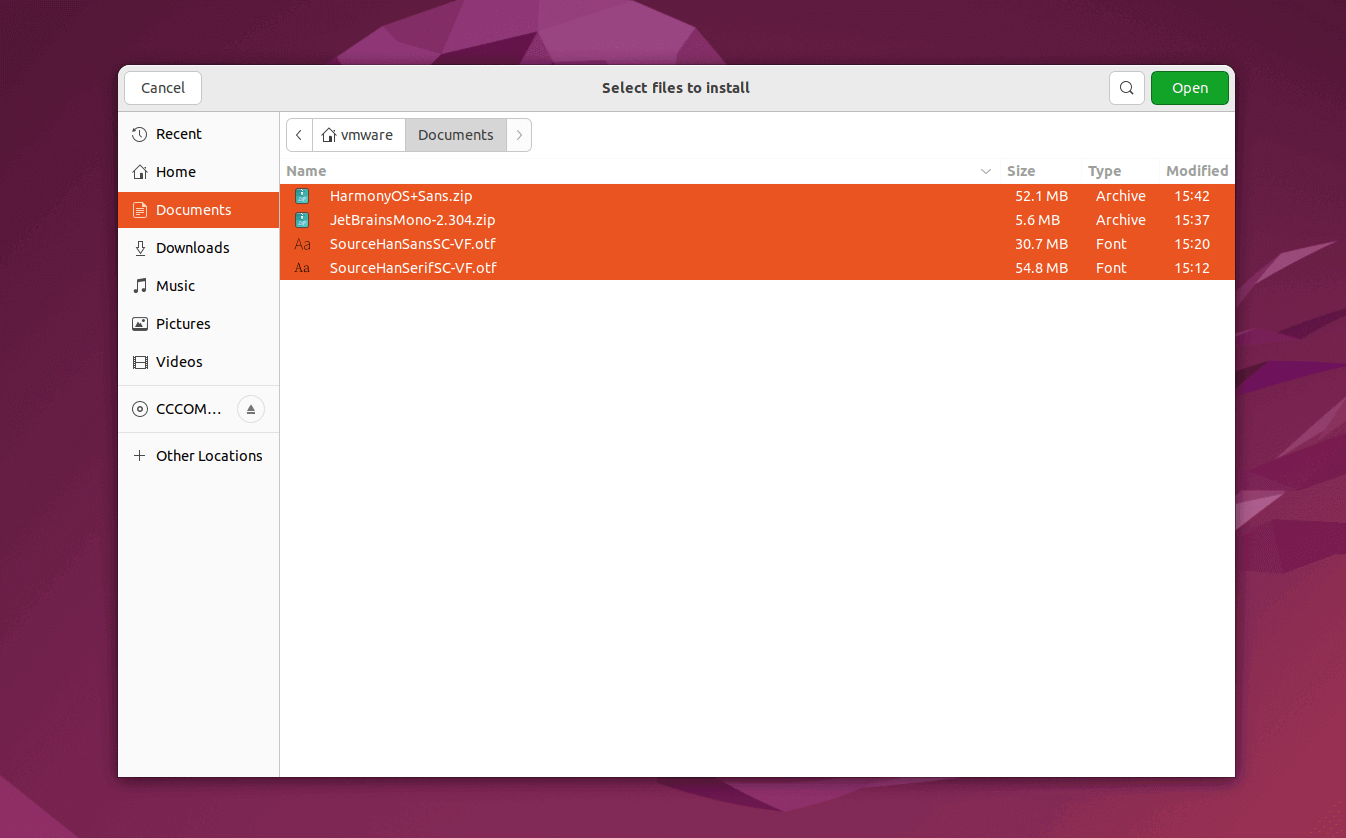 Cancel Select files to install Open
Recent
Home
Documents
Downloads
Music
Pictures
Videos
CCCOM...
Other Locations
vmware Documents
Name Size Type Modified
HarmonyOS+Sans.zip 52.1 MB Archive 15:42
JetBrainsMono-2.304.zip 5.6 MB Archive 15:37
Aa SourceHanSansSC-VF.otf 30.7 MB Font 15:20
Aa SourceHanSerifSC-VF.otf 54.8 MB Font 15:12